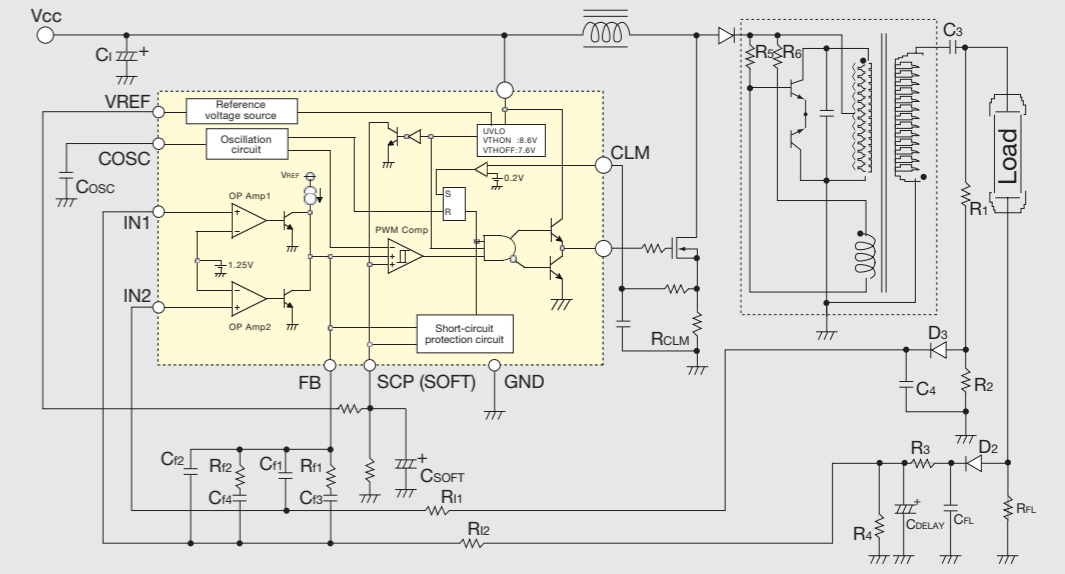 Vcc
CI
VREF
COSC
COSC
IN1
IN2
Reference
voltage source
Oscillation
circuit
VREF
OP Amp1
1.25V
OP Amp2
PWM Comp
UVLO
VTHON :8.6V
VTHOFF:7.6V
0.2V
S
R
Short-circuit
protection circuit
CLM
FB
SCP (SOFT)
GND
RCLM
R5
R6
C3
Load
R1
D3
C4
R2
D2
R3
R4
CDELAY
CFL
RFL
Cf2
Rf2
Cf4
Cf1
Rf1
Cf3
CSOFT
+
+
+
RI1
RI2